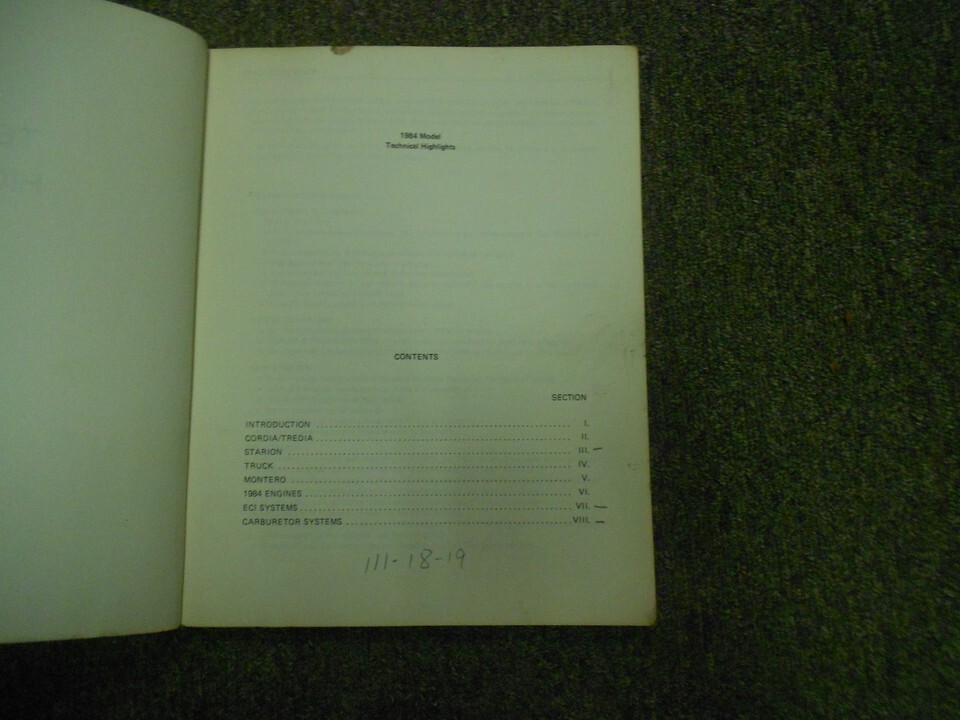 1984 Model
Technical Highlights
CONTENTS
SECTION
INTRODUCTION ........................................ I.
CORDIA/TREDIA ........................................ II.
STARION ........................................ III. –
TRUCK ........................................ IV.
MONTERO ........................................ V.
1984 ENGINES ........................................ VI.
ECI SYSTEMS ........................................ VII. –
CARBURETOR SYSTEMS ........................................ VIII. –
111-18-19